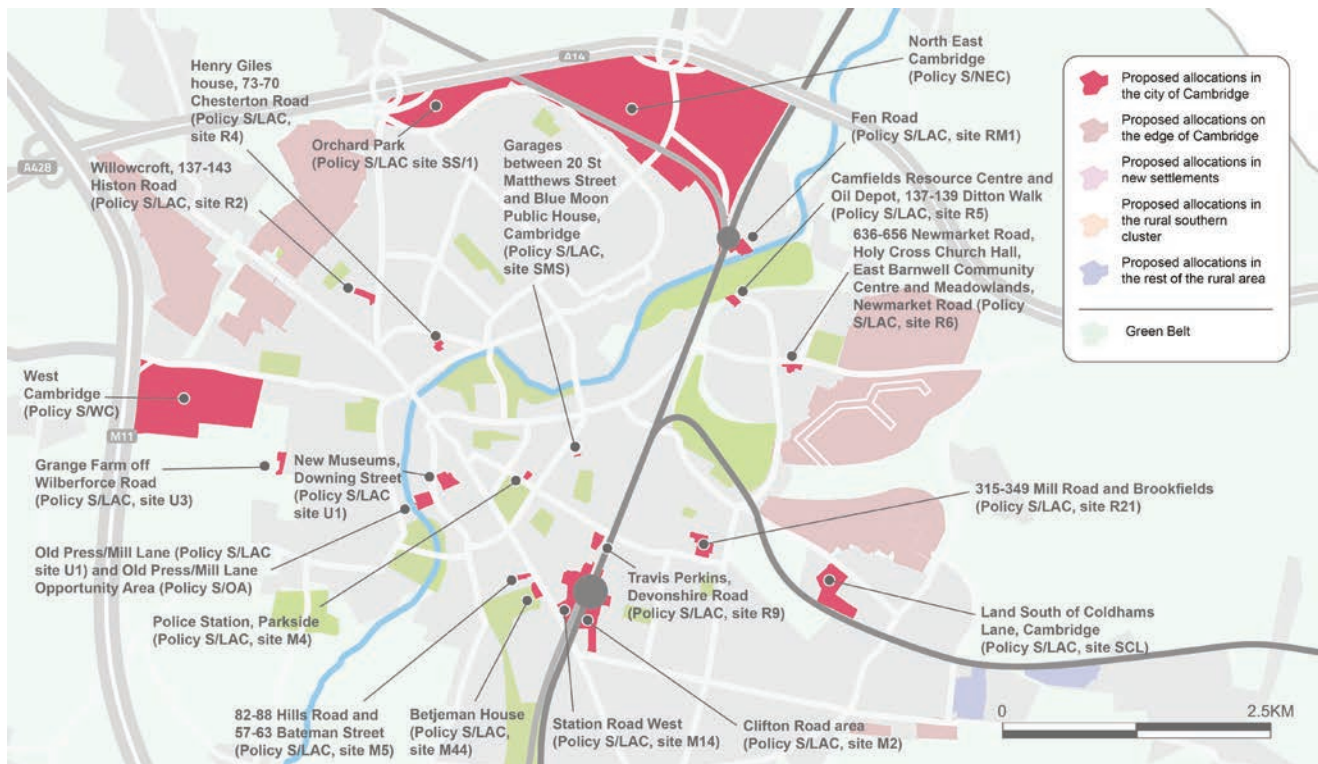 A14
North East
Cambridge
(Policy S/NEC)
Henry Giles
house, 73-70
Chesterton Road
(Policy S/LAC,
site R4)
Orchard Park
(Policy S/LAC site SS/1)
Garages
between 20 St
Matthews Street
and Blue Moon
Public House,
Cambridge
(Policy S/LAC,
site SMS)
Fen Road
(Policy S/LAC, site RM1)
A428
Willowcroft, 137-143
Histon Road
(Policy S/LAC, site R2)
Camfields Resource Centre and
Oil Depot, 137-139 Ditton Walk
(Policy S/LAC, site R5)
636-656 Newmarket Road,
Holy Cross Church Hall,
East Barnwell Community
Centre and Meadowlands,
Newmarket Road (Policy
S/LAC, site R6)
Proposed allocations in
the city of Cambridge
Proposed allocations on
the edge of Cambridge
Proposed allocations in
new settlements
Proposed allocations in
the rural southern
cluster
Proposed allocations in
the rest of the rural area
Green Belt
West
Cambridge
(Policy S/WC)
M11
Grange Farm off
Wilberforce Road
(Policy S/LAC, site U3)
New Museums,
Downing Street
(Policy S/LAC
site U1)
315-349 Mill Road and Brookfields
(Policy S/LAC, site R21)
Old Press/Mill Lane (Policy S/LAC
site U1) and Old Press/Mill Lane
Opportunity Area (Policy S/OA)
Travis Perkins,
Devonshire Road
(Policy S/LAC, site R9)
Police Station, Parkside
(Policy S/LAC, site M4)
Land South of Coldhams
Lane, Cambridge
(Policy S/LAC, site SCL)
82-88 Hills Road and
57-63 Bateman Street
(Policy S/LAC, site M5)
Betjeman House
(Policy S/LAC,
site M44)
Station Road West
(Policy S/LAC, site M14)
Clifton Road area
(Policy S/LAC, site M2)
0
2.5KM